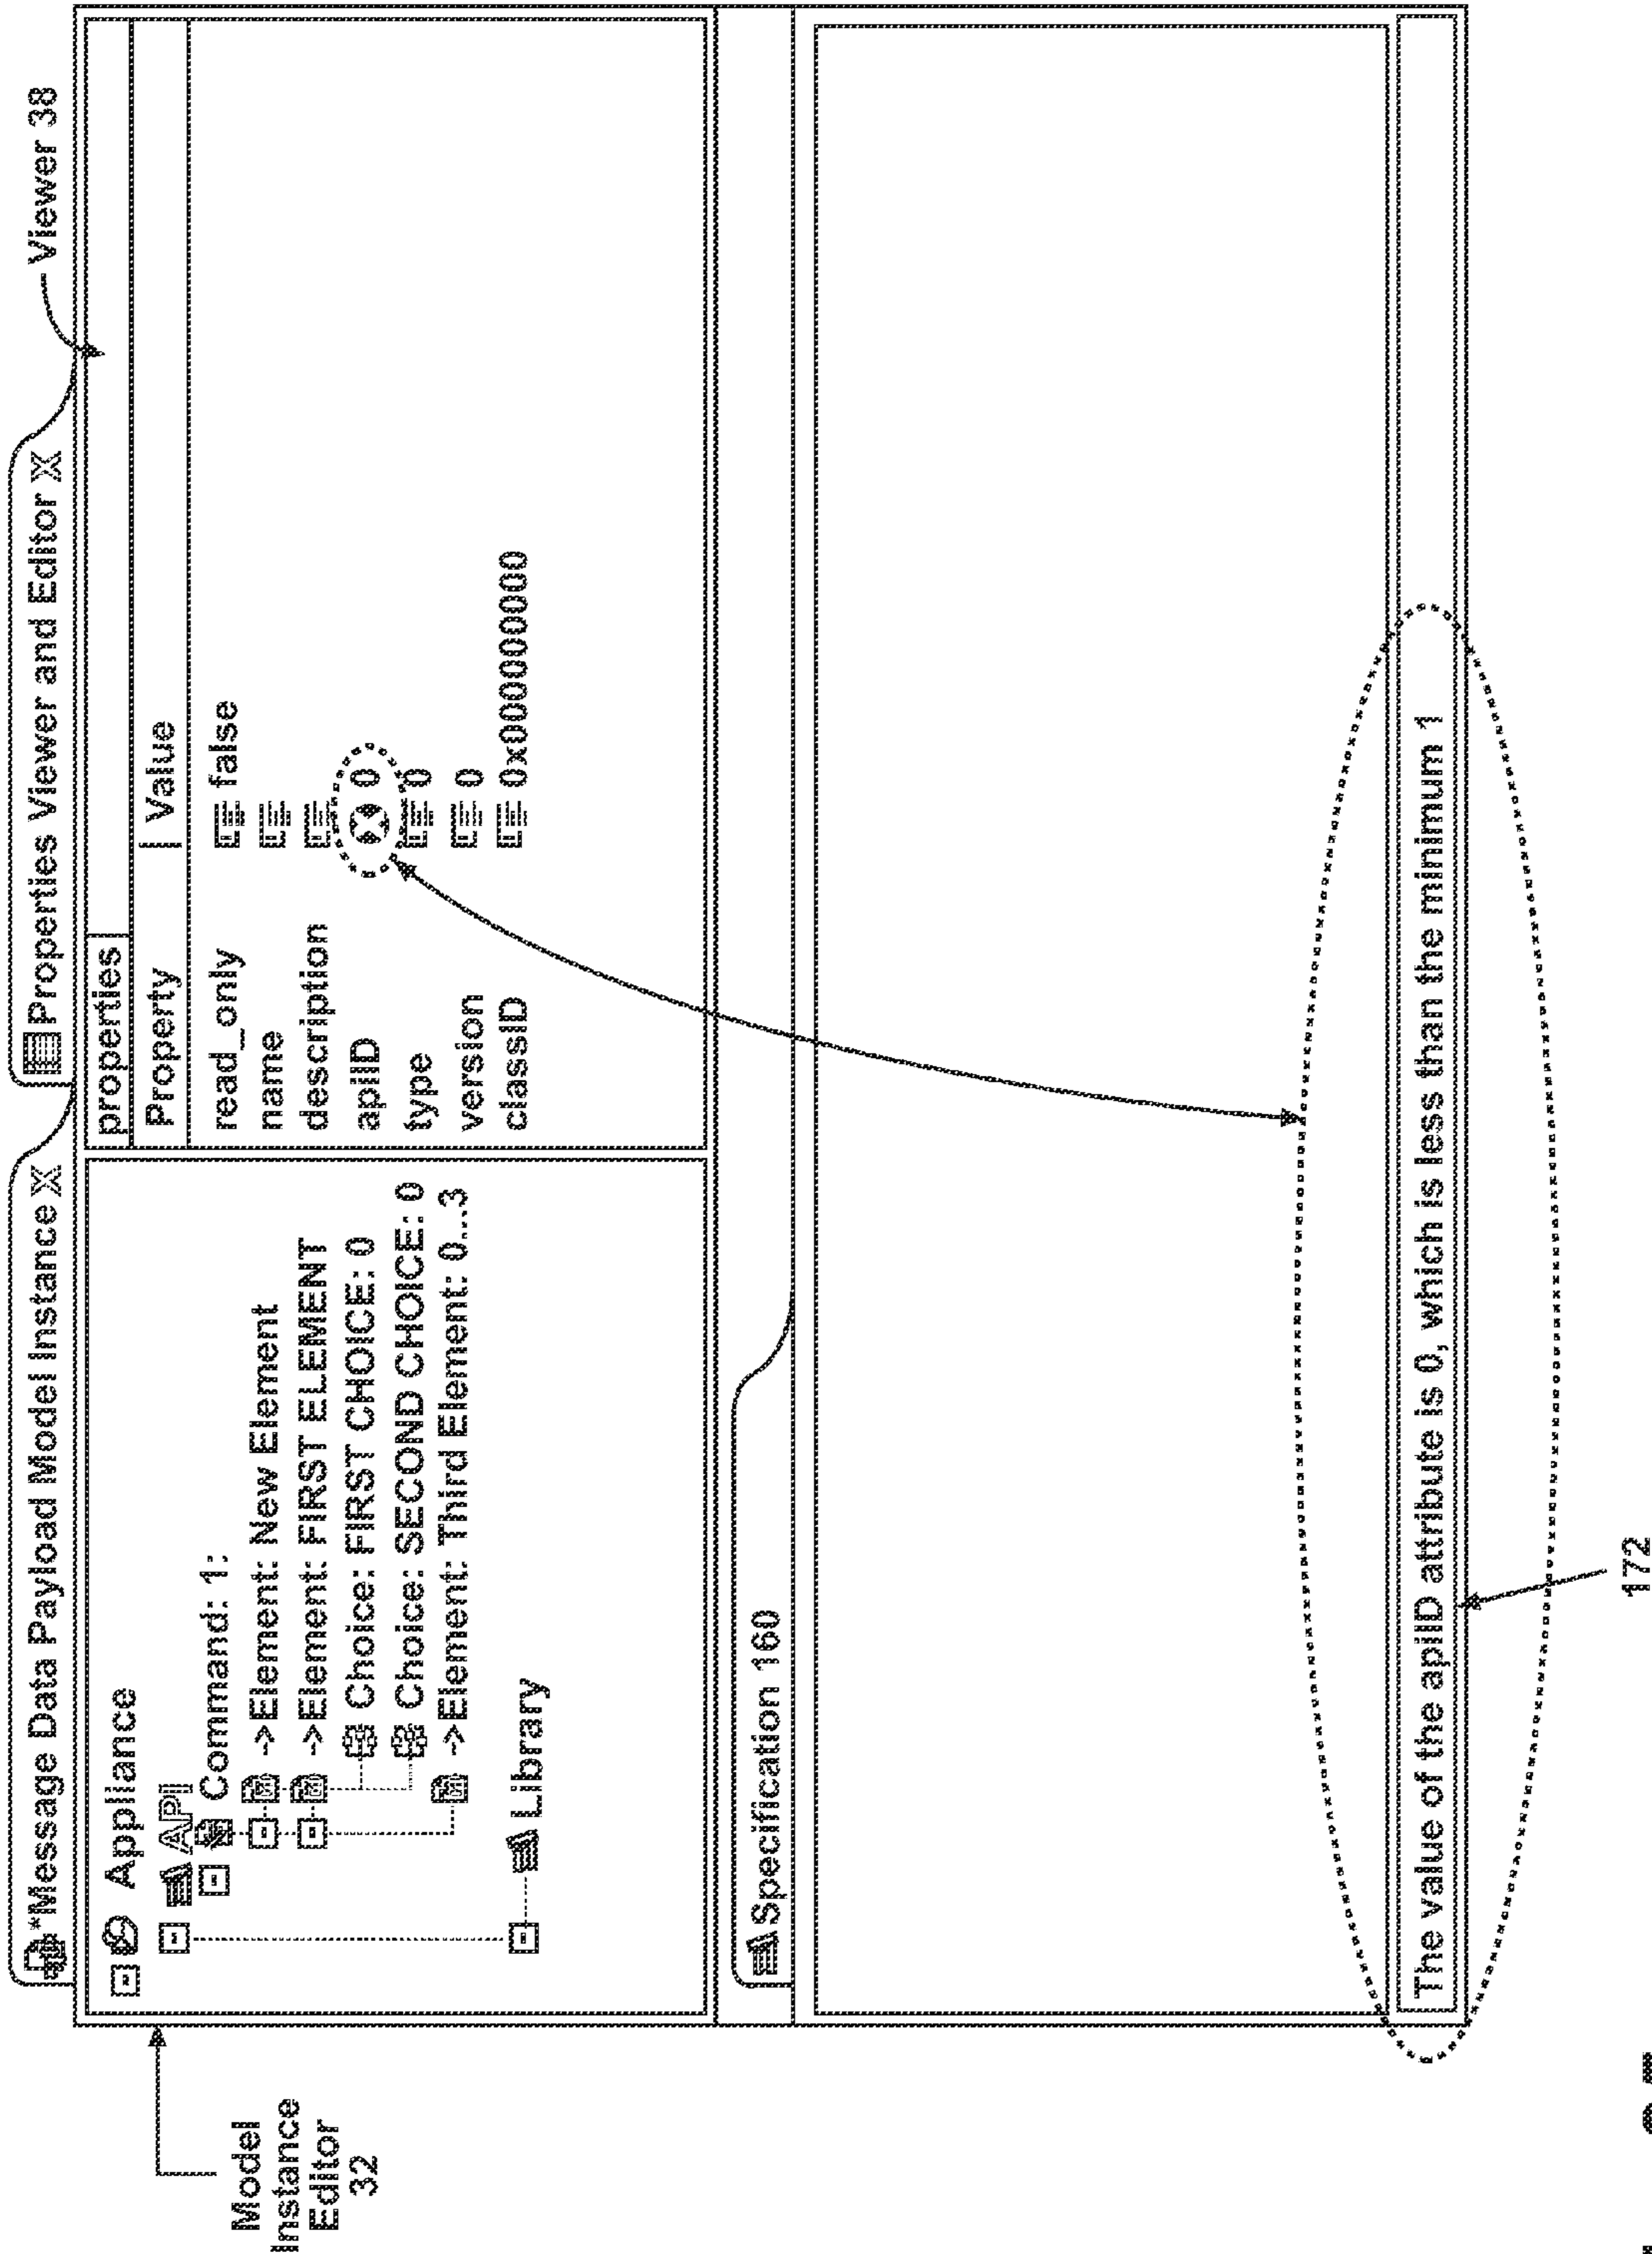 *Message Data Payload Model Instance X
Properties Viewer and Editor X
Viewer 38
Model
Instance
Editor
32
Appliance
API
Command: 1:
->Element: New Element
->Element: FIRST ELEMENT
Choice: FIRST CHOICE: 0
Choice: SECOND CHOICE: 0
->Element: Third Element: 0...3
Library
properties
Property | Value
read_only false
name
description
apiID 0
type 0
version 0
classID 0x00000000
Specification 160
The value of the apiID attribute is 0, which is less than the minimum 1
172